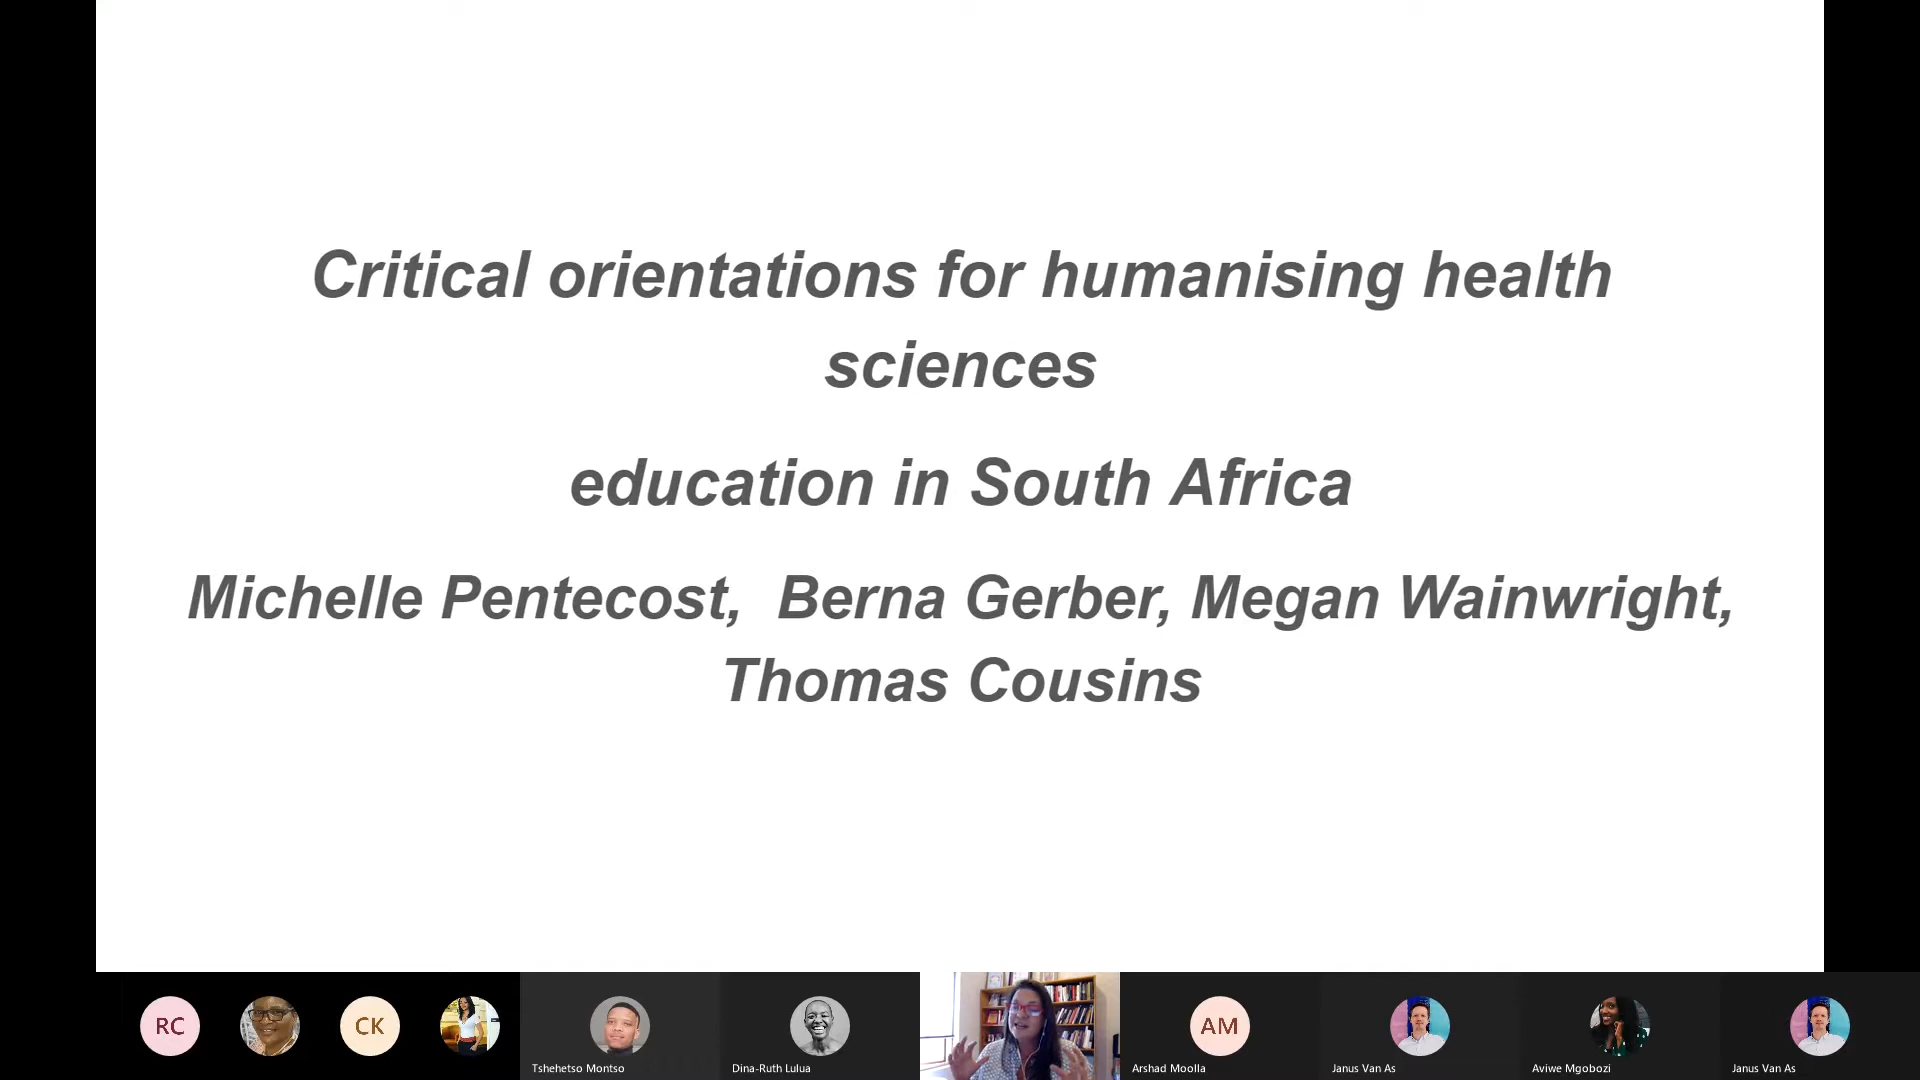 Critical orientations for humanising health
sciences
education in South Africa
Michelle Pentecost,  Berna Gerber, Megan Wainwright,
Thomas Cousins
RC
CK
Tshehetso Montso
Dina-Ruth Lulua
AM
Arshad Moolla
Janus Van As
Aviwe Mgobozi
Janus Van As